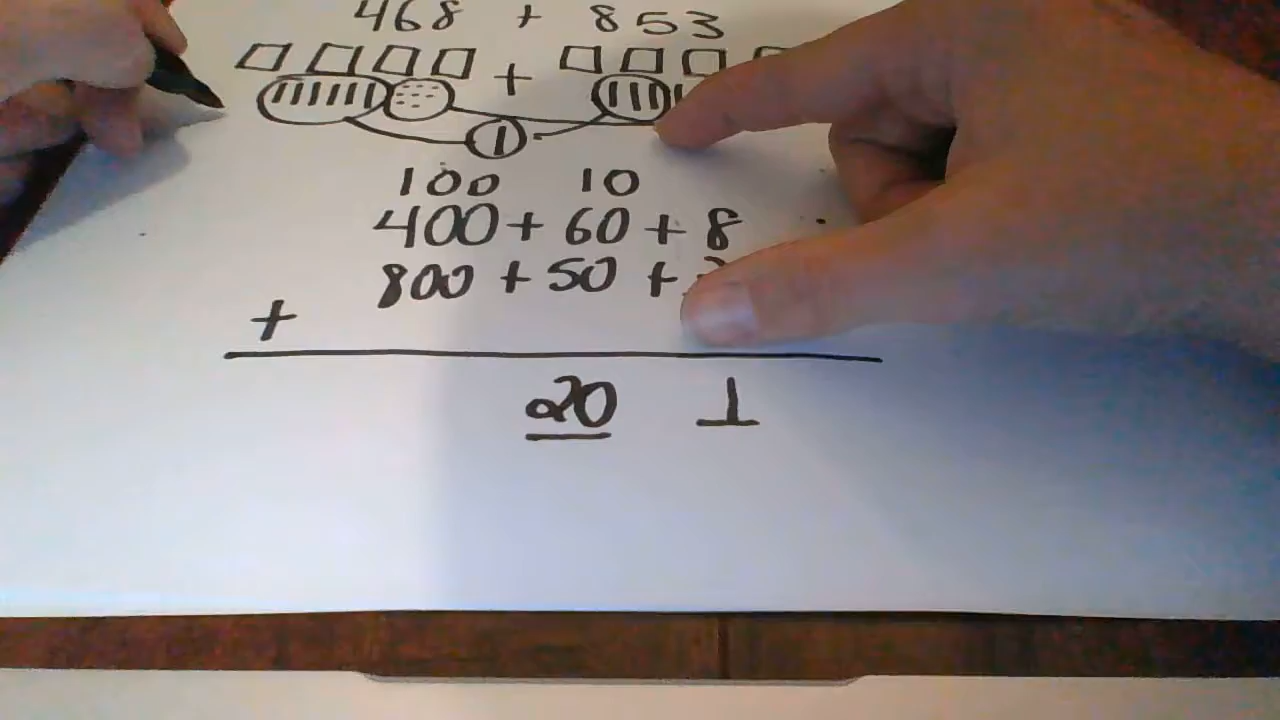 468 + 853
+
1
100 10
400 + 60 + 8
800 + 50 +
+
20 1